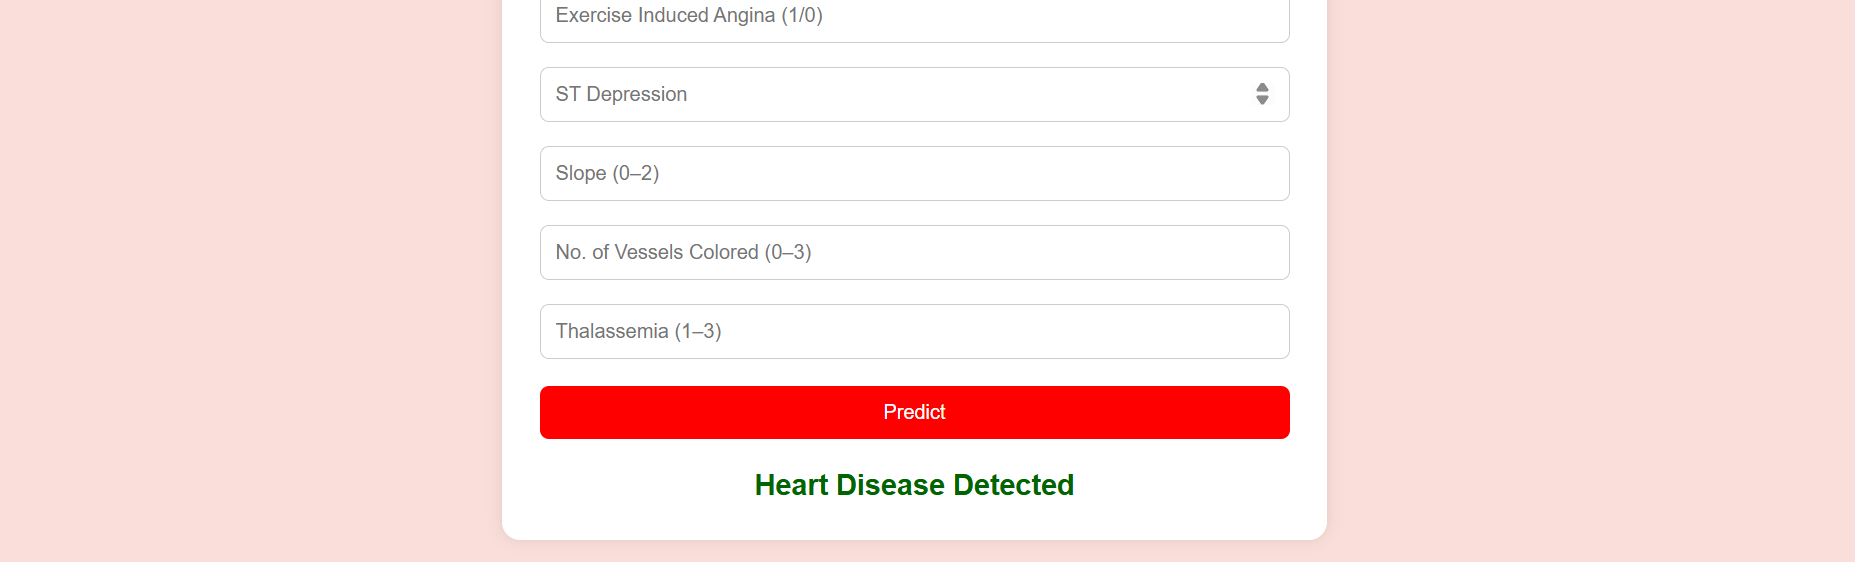 Exercise Induced Angina (1/0)
ST Depression
Slope (0–2)
No. of Vessels Colored (0–3)
Thalassemia (1–3)
Predict
Heart Disease Detected